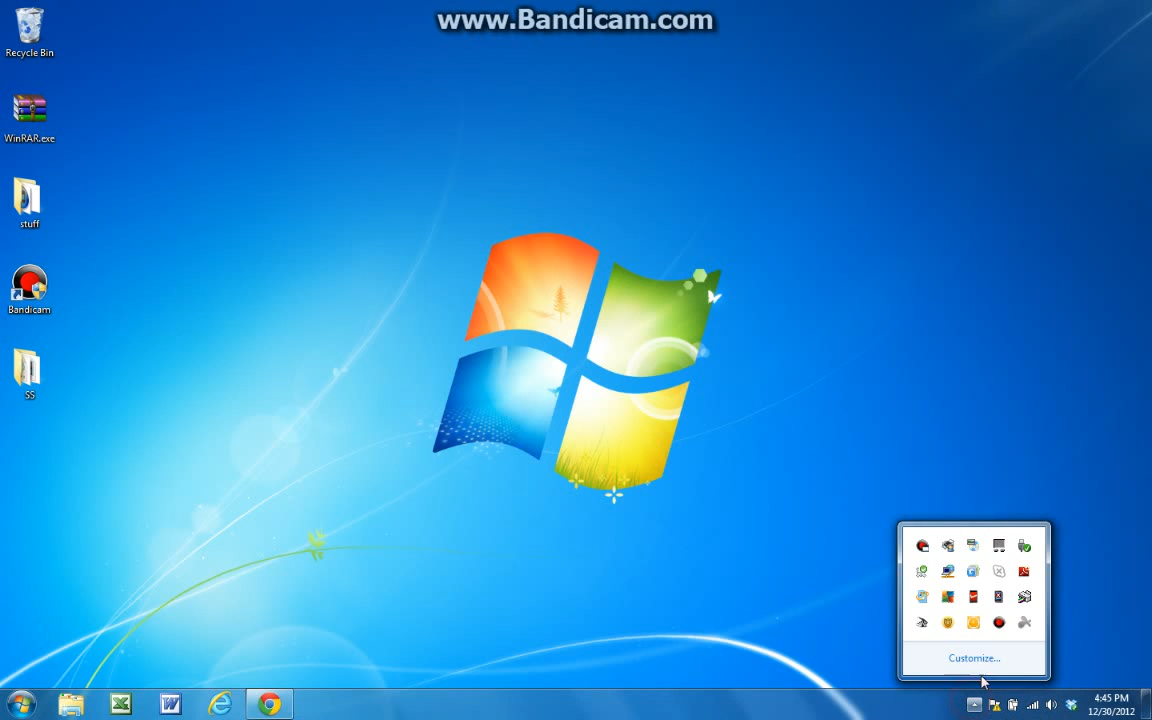 www.Bandicam.com
Recycle Bin
WinRAR.exe
stuff
Bandicam
SS
Customize...
4:45 PM
12/30/2012